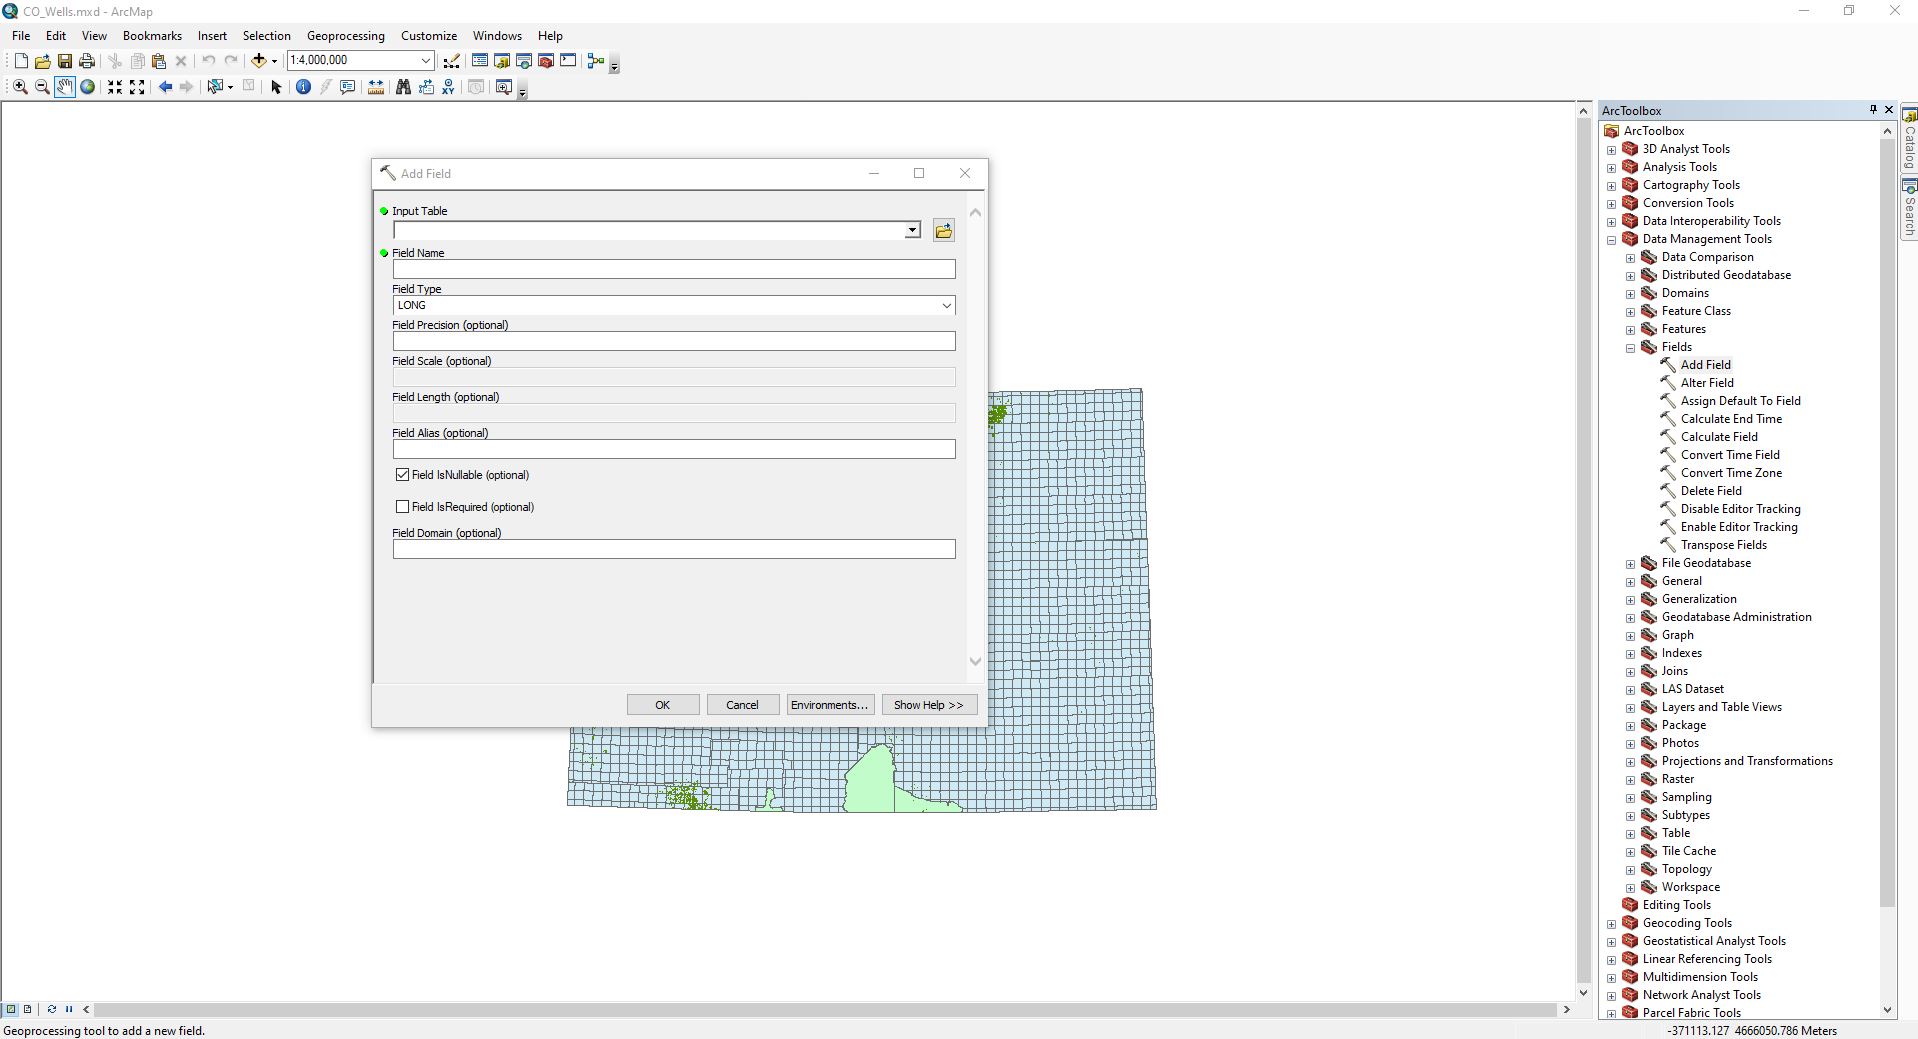 CO_Wells.mxd - ArcMap
File Edit View Bookmarks Insert Selection Geoprocessing Customize Windows Help
1:4,000,000
ArcToolbox
ArcToolbox
3D Analyst Tools
Analysis Tools
Cartography Tools
Conversion Tools
Data Interoperability Tools
Data Management Tools
Data Comparison
Distributed Geodatabase
Domains
Feature Class
Features
Fields
Add Field
Alter Field
Assign Default To Field
Calculate End Time
Calculate Field
Convert Time Field
Convert Time Zone
Delete Field
Disable Editor Tracking
Enable Editor Tracking
Transpose Fields
File Geodatabase
General
Generalization
Geodatabase Administration
Graph
Indexes
Joins
LAS Dataset
Layers and Table Views
Package
Photos
Projections and Transformations
Raster
Sampling
Subtypes
Table
Tile Cache
Topology
Workspace
Editing Tools
Geocoding Tools
Geostatistical Analyst Tools
Linear Referencing Tools
Multidimension Tools
Network Analyst Tools
Parcel Fabric Tools
Catalog
Search
Add Field
Input Table
Field Name
Field Type
LONG
Field Precision (optional)
Field Scale (optional)
Field Length (optional)
Field Alias (optional)
Field IsNullable (optional)
Field IsRequired (optional)
Field Domain (optional)
OK Cancel Environments... Show Help >>
Geoprocessing tool to add a new field.
-371113.127 4666050.786 Meters